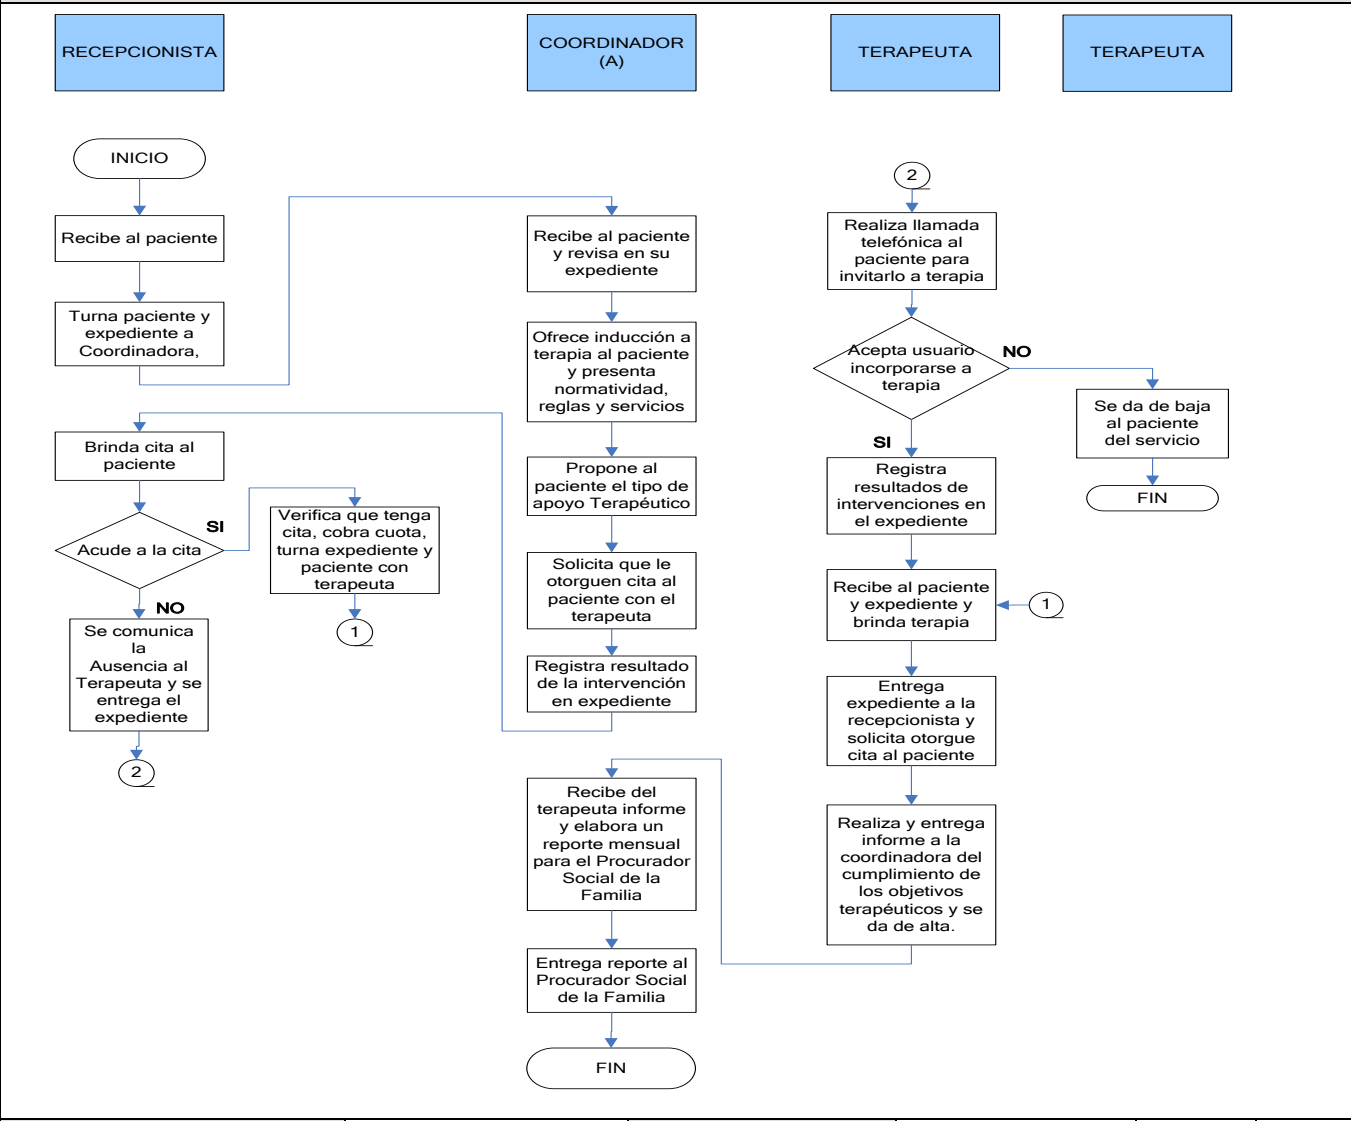 RECEPCIONISTA
COORDINADOR
(A)
TERAPEUTA
TERAPEUTA
INICIO
Recibe al paciente
Turna paciente y
expediente a
Coordinadora,
Brinda cita al
paciente
Acude a la cita
SI
NO
Verifica que tenga
cita, cobra cuota,
turna expediente y
paciente con
terapeuta
1
Se comunica
la
Ausencia al
Terapeuta y se
entrega el
expediente
2
Recibe al paciente
y revisa en su
expediente
Ofrece inducción a
terapia al paciente
y presenta
normatividad,
reglas y servicios
Propone al
paciente el tipo de
apoyo Terapéutico
Solicita que le
otorguen cita al
paciente con el
terapeuta
Registra resultado
de la intervención
en expediente
Recibe del
terapeuta informe
y elabora un
reporte mensual
para el Procurador
Social de la
Familia
Entrega reporte al
Procurador Social
de la Familia
FIN
2
Realiza llamada
telefónica al
paciente para
invitarlo a terapia
Acepta usuario
incorporarse a
terapia
NO
SI
Registra
resultados de
intervenciones en
el expediente
Recibe al paciente
y expediente y
brinda terapia
1
Entrega
expediente a la
recepcionista y
solicita otorgue
cita al paciente
Realiza y entrega
informe a la
coordinadora del
cumplimiento de
los objetivos
terapéuticos y se
da de alta.
Se da de baja
al paciente
del servicio
FIN